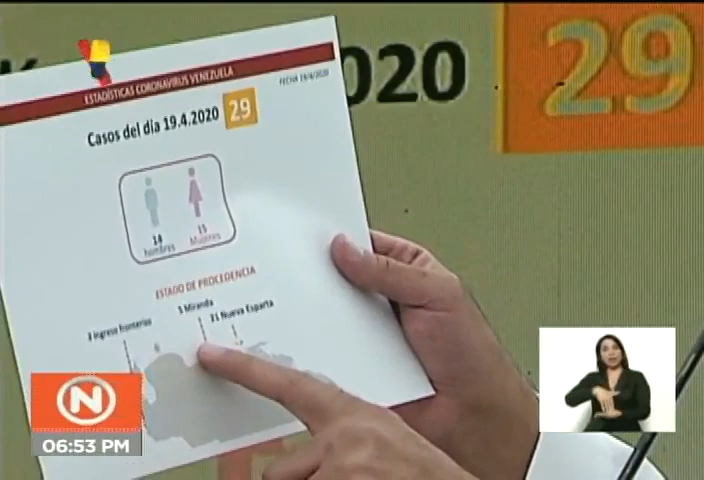 020
29
ESTADÍSTICAS CORONAVIRUS VENEZUELA
FECHA 19/4/2020
Casos del día 19.4.2020 29
14 15
hombres Mujeres
ESTADO DE PROCEDENCIA
5 Miranda
3 Ingreso fronterizo 21 Nueva Esparta
N
06:53 PM